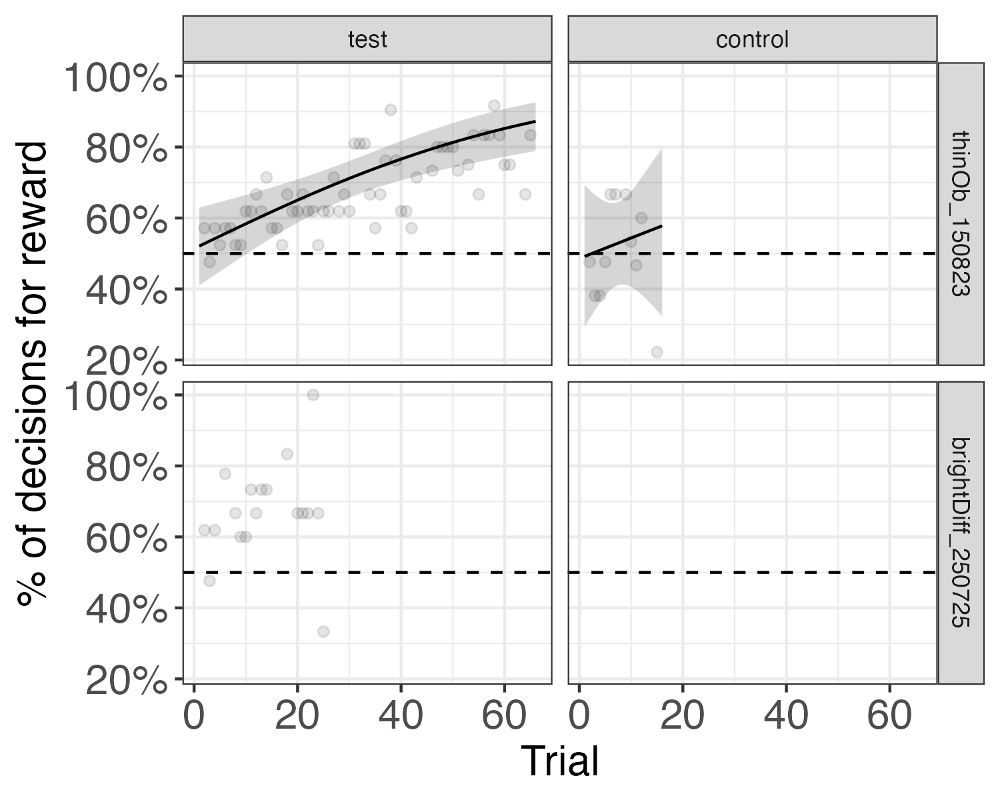 test
control
100%
80%
60%
40%
20%
thinOb_150823
100%
80%
60%
40%
20%
brightDiff_250725
% of decisions for reward
0 20 40 60
0 20 40 60
Trial